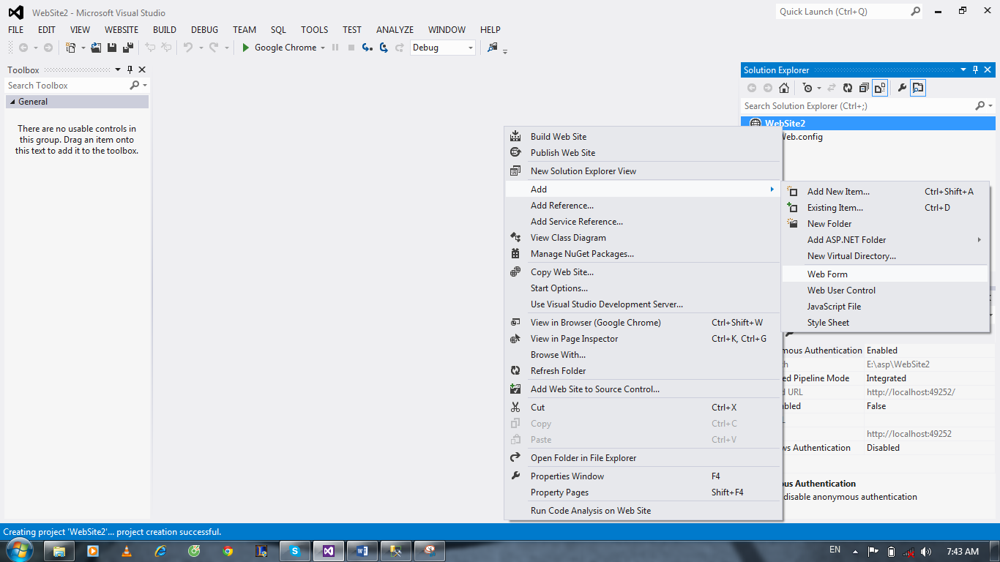 WebSite2 - Microsoft Visual Studio
Quick Launch (Ctrl+Q)
FILE EDIT VIEW WEBSITE BUILD DEBUG TEAM SQL TOOLS TEST ANALYZE WINDOW HELP
Google Chrome Debug
Toolbox
Search Toolbox
General
There are no usable controls in
this group. Drag an item onto
this text to add it to the toolbox.
Solution Explorer
Search Solution Explorer (Ctrl+;)
WebSite2
Web.config
Build Web Site
Publish Web Site
New Solution Explorer View
Add
Add Reference...
Add Service Reference...
View Class Diagram
Manage NuGet Packages...
Copy Web Site...
Start Options...
Use Visual Studio Development Server...
View in Browser (Google Chrome) Ctrl+Shift+W
View in Page Inspector Ctrl+K, Ctrl+G
Browse With...
Refresh Folder
Add Web Site to Source Control...
Cut Ctrl+X
Copy Ctrl+C
Paste Ctrl+V
Open Folder in File Explorer
Properties Window F4
Property Pages Shift+F4
Run Code Analysis on Web Site
Add New Item... Ctrl+Shift+A
Existing Item... Ctrl+D
New Folder
Add ASP.NET Folder
New Virtual Directory...
Web Form
Web User Control
JavaScript File
Style Sheet
mous Authentication Enabled
th E:\asp\WebSite2
ed Pipeline Mode Integrated
d URL http://localhost:49252/
bled False
http://localhost:49252
ws Authentication Disabled
us Authentication
disable anonymous authentication
Creating project 'WebSite2'... project creation successful.
EN 7:43 AM